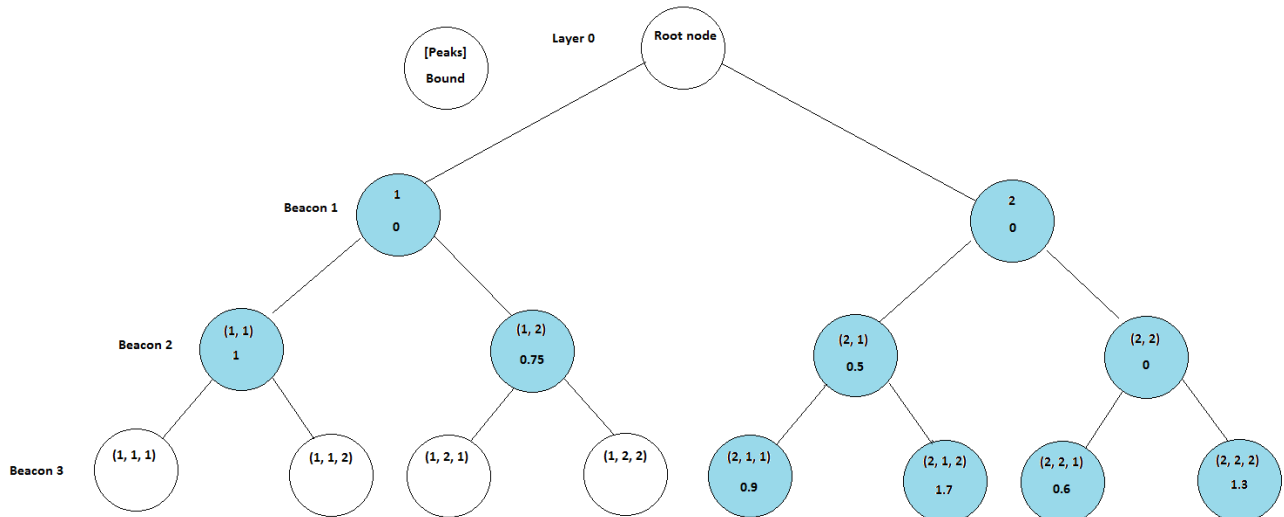 Layer 0
Root node
[Peaks]
Bound
Beacon 1
1
0
2
0
Beacon 2
(1, 1)
1
(1, 2)
0.75
(2, 1)
0.5
(2, 2)
0
Beacon 3
(1, 1, 1)
(1, 1, 2)
(1, 2, 1)
(1, 2, 2)
(2, 1, 1)
0.9
(2, 1, 2)
1.7
(2, 2, 1)
0.6
(2, 2, 2)
1.3